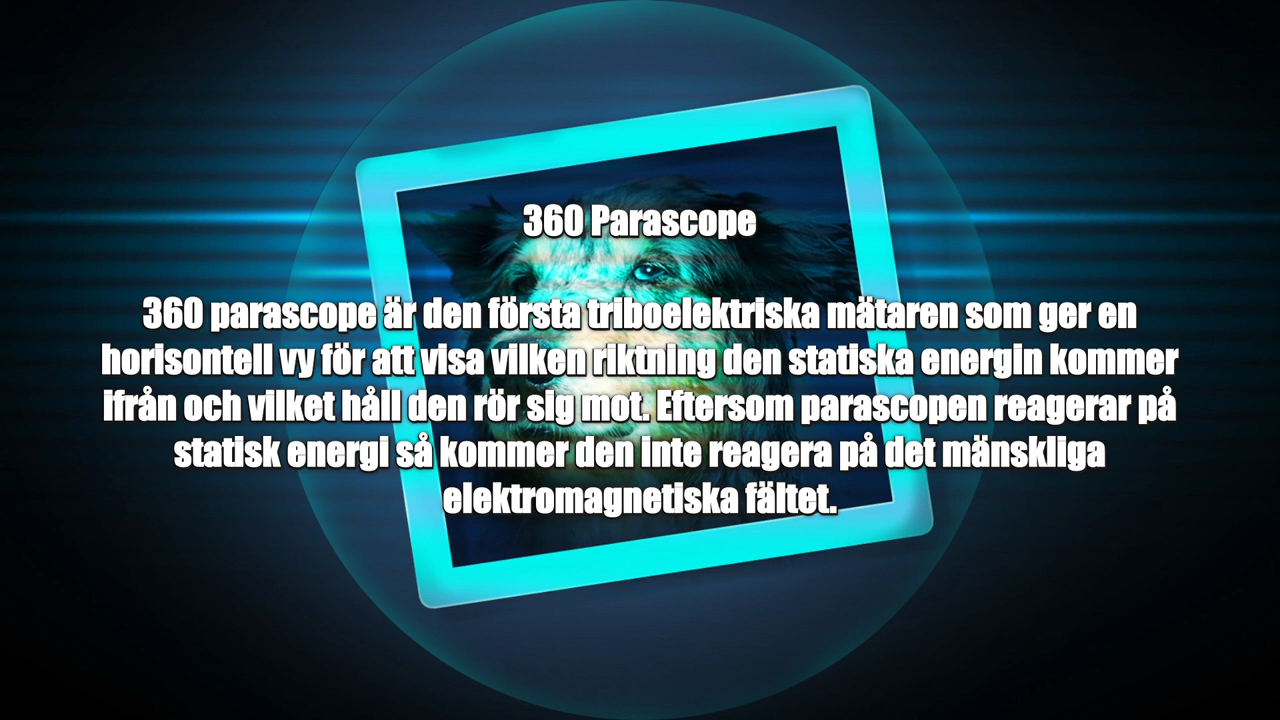 360 Parascope
360 parascope är den första triboelektriska mätaren som ger en
horisontell vy för att visa vilken riktning den statiska energin kommer
ifrån och vilket håll den rör sig mot. Eftersom parascopen reagerar på
statisk energi så kommer den inte reagera på det mänskliga
elektromagnetiska fältet.